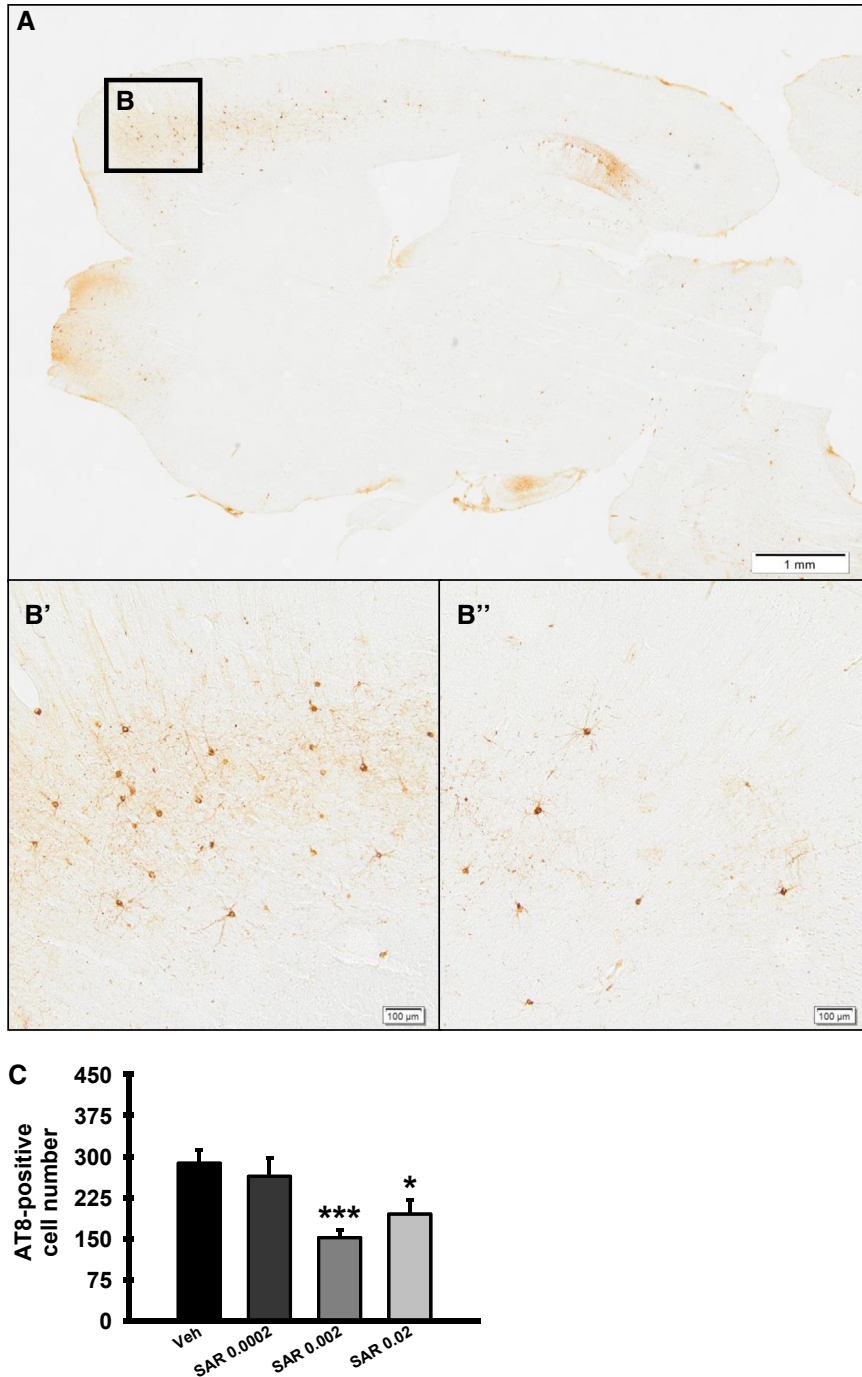 A
B
1 mm
B'
B''
100 µm
100 µm
C
AT8-positive
cell number
450
375
300
225
150
75
0
***
*
Veh
SAR 0.0002
SAR 0.002
SAR 0.02